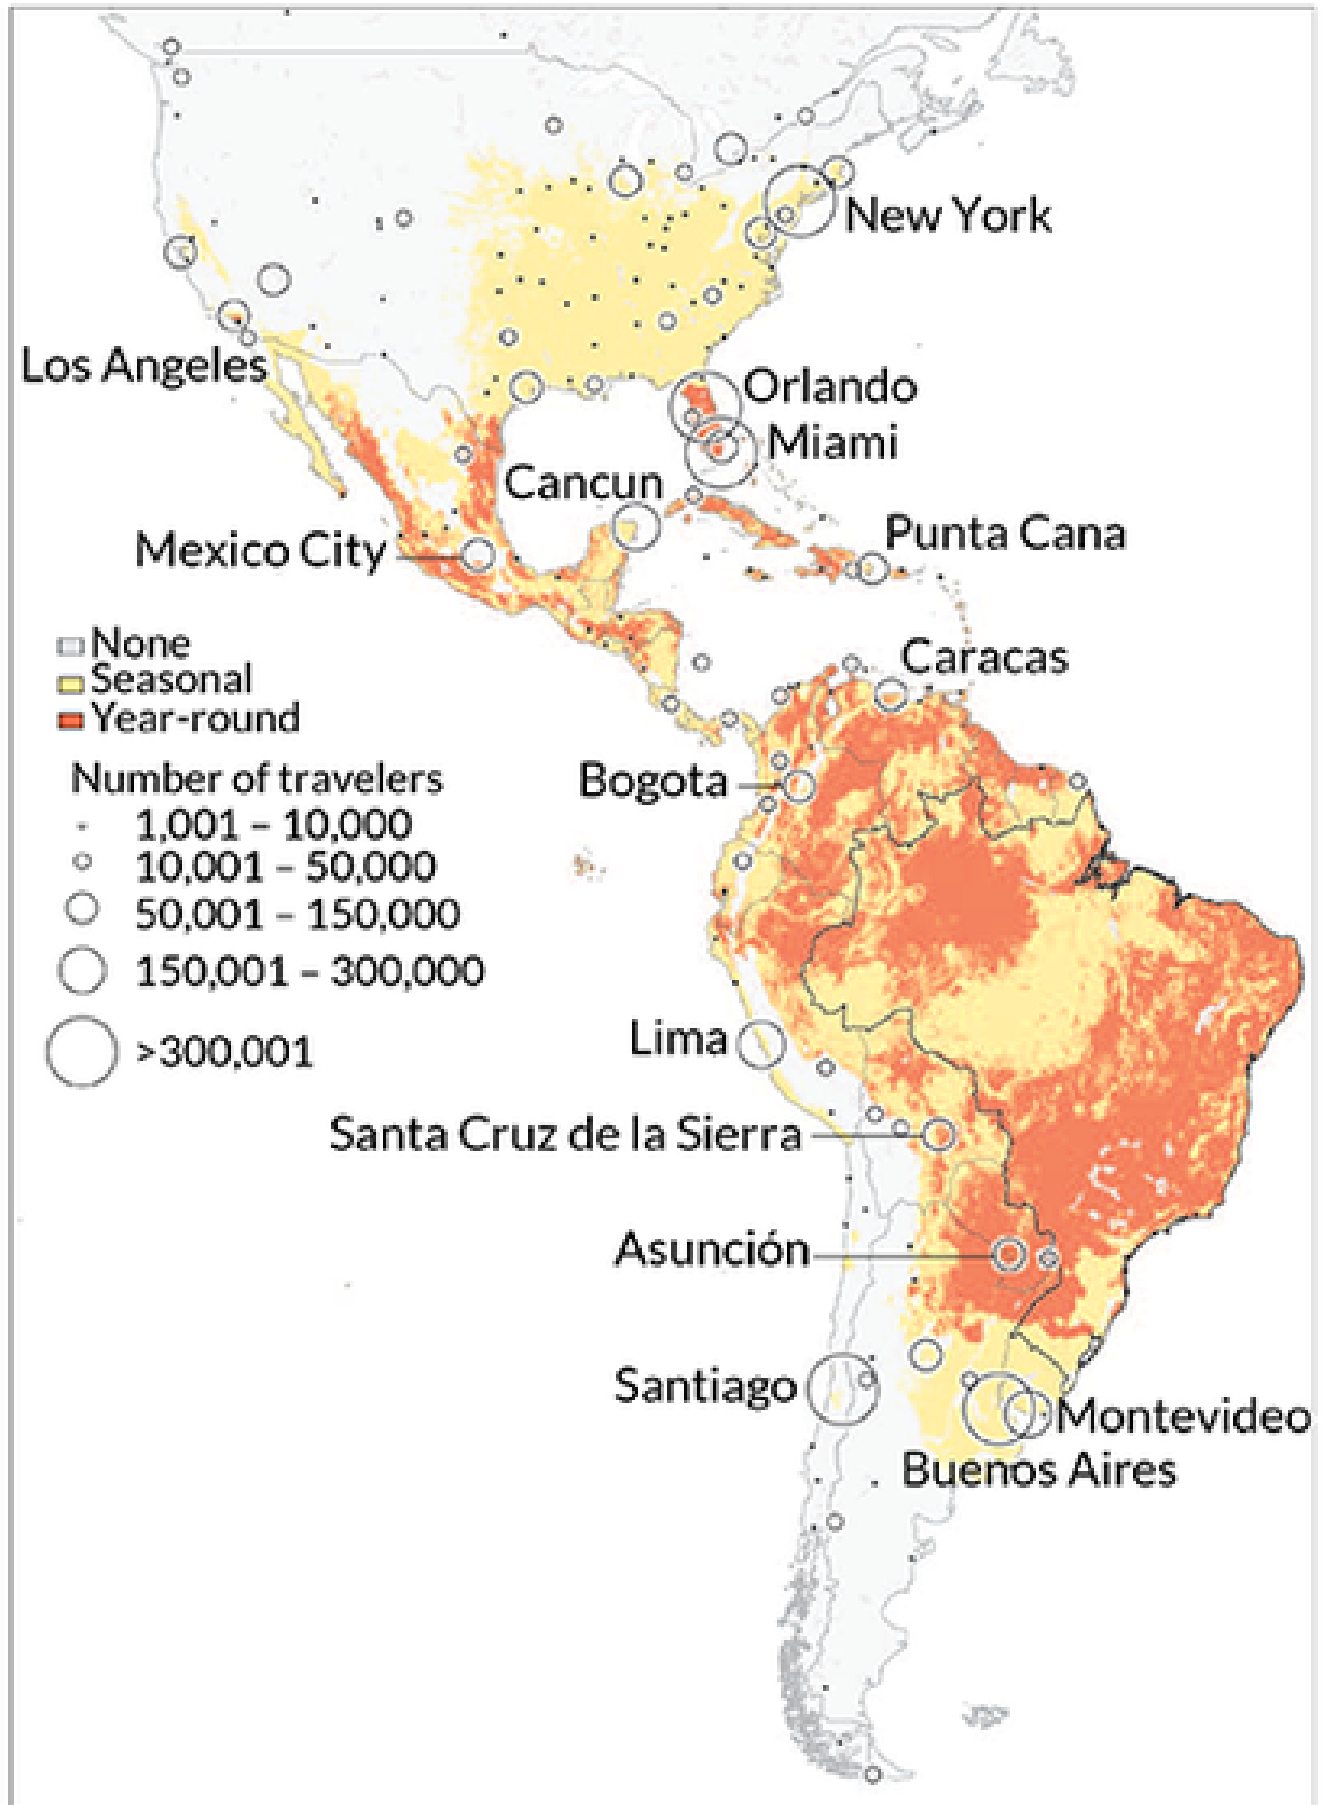 New York
Los Angeles
Orlando
Miami
Cancun
Punta Cana
Mexico City
None
Seasonal
Year-round
Caracas
Number of travelers
1,001 – 10,000
10,001 – 50,000
50,001 – 150,000
150,001 – 300,000
>300,001
Bogota
Lima
Santa Cruz de la Sierra
Asunción
Santiago
Montevideo
Buenos Aires